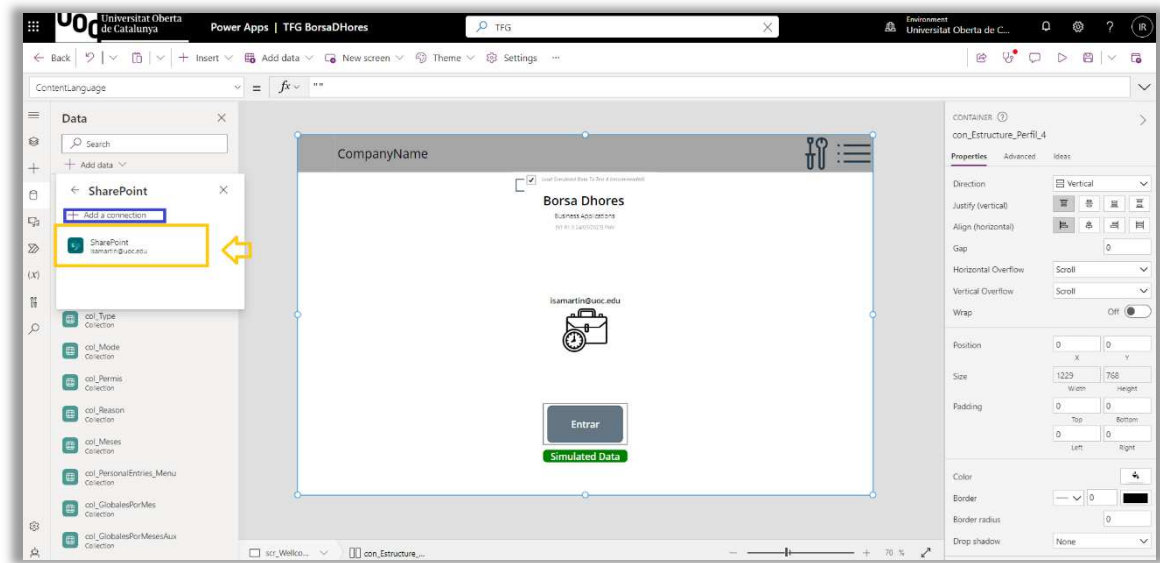 UOC Universitat Oberta
de Catalunya
Power Apps | TFG BorsaDHores
TFG
Environment
Universitat Oberta de C...
IR
Back
Insert
Add data
New screen
Theme
Settings
...
ContentLanguage
= fx ""
Data
Search
Add data
SharePoint
Add a connection
SharePoint
isamartin@uoc.edu
col_Type
Collection
col_Mode
Collection
col_Permis
Collection
col_Reason
Collection
col_Meses
Collection
col_PersonalEntries_Menu
Collection
col_GlobalesPorMes
Collection
col_GlobalesPorMesesAux
Collection
CompanyName
Borsa Dhores
Business Applications
isamartin@uoc.edu
Entrar
Simulated Data
scr_Wellco...
con_Estructure_...
70 %
CONTAINER
con_Estructure_Perfil_4
Properties Advanced Ideas
Direction Vertical
Justify (vertical)
Align (horizontal)
Gap 0
Horizontal Overflow Scroll
Vertical Overflow Scroll
Wrap Off
Position 0 0
X Y
Size 1229 768
Width Height
Padding 0 0
Top Bottom
0 0
Left Right
Color
Border 0
Border radius 0
Drop shadow None